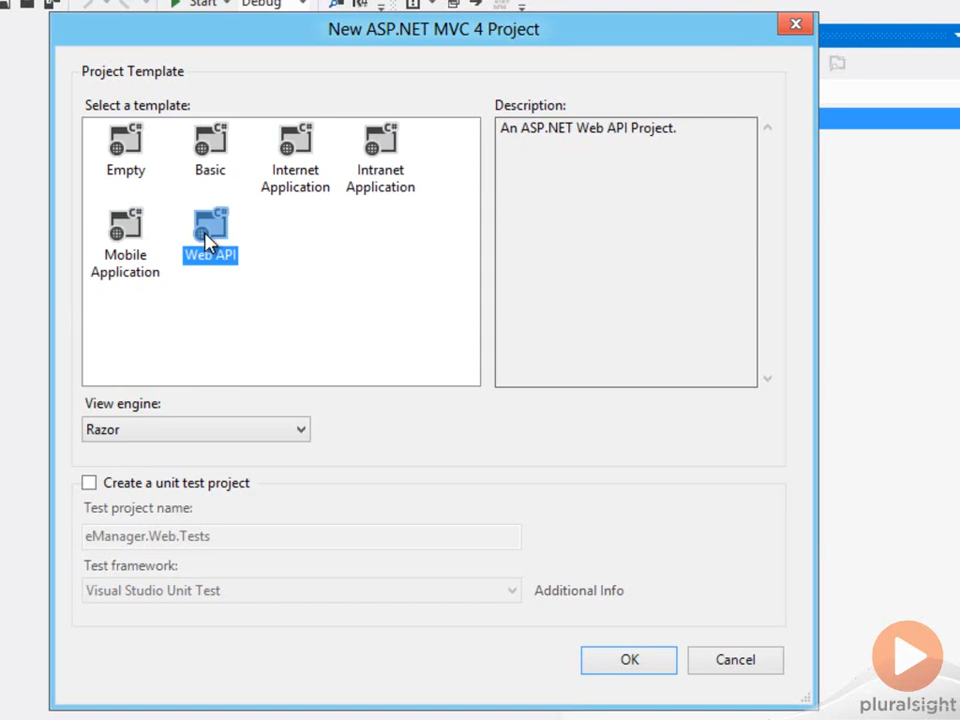 Start Debug
New ASP.NET MVC 4 Project
Project Template
Select a template:
Description:
Empty
Basic
Internet Application
Intranet Application
Mobile Application
Web API
An ASP.NET Web API Project.
View engine:
Razor
Create a unit test project
Test project name:
eManager.Web.Tests
Test framework:
Visual Studio Unit Test
Additional Info
OK
Cancel
pluralsight